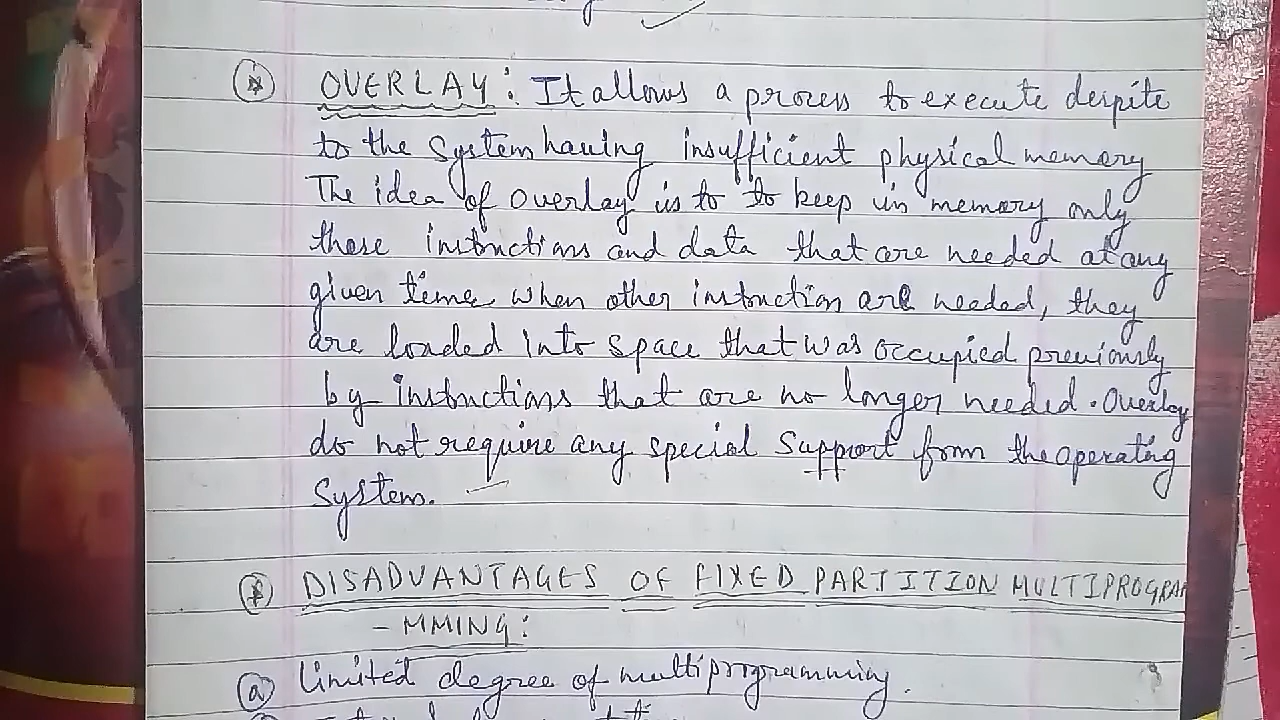 OVERLAY: It allows a process to execute despite
to the System having insufficient physical memory
The idea of Overlay is to to keep in memory only
those instructions and data that are needed at any
given time when other instruction are needed, they
are loaded into space that was occupied previously
by instructions that are no longer needed. Overlay
do not require any special Support from the operating
System.
DISADVANTAGES OF FIXED PARTITION MULTIPROGRA
- MMING:
(a) Limited degree of multiprogramming.